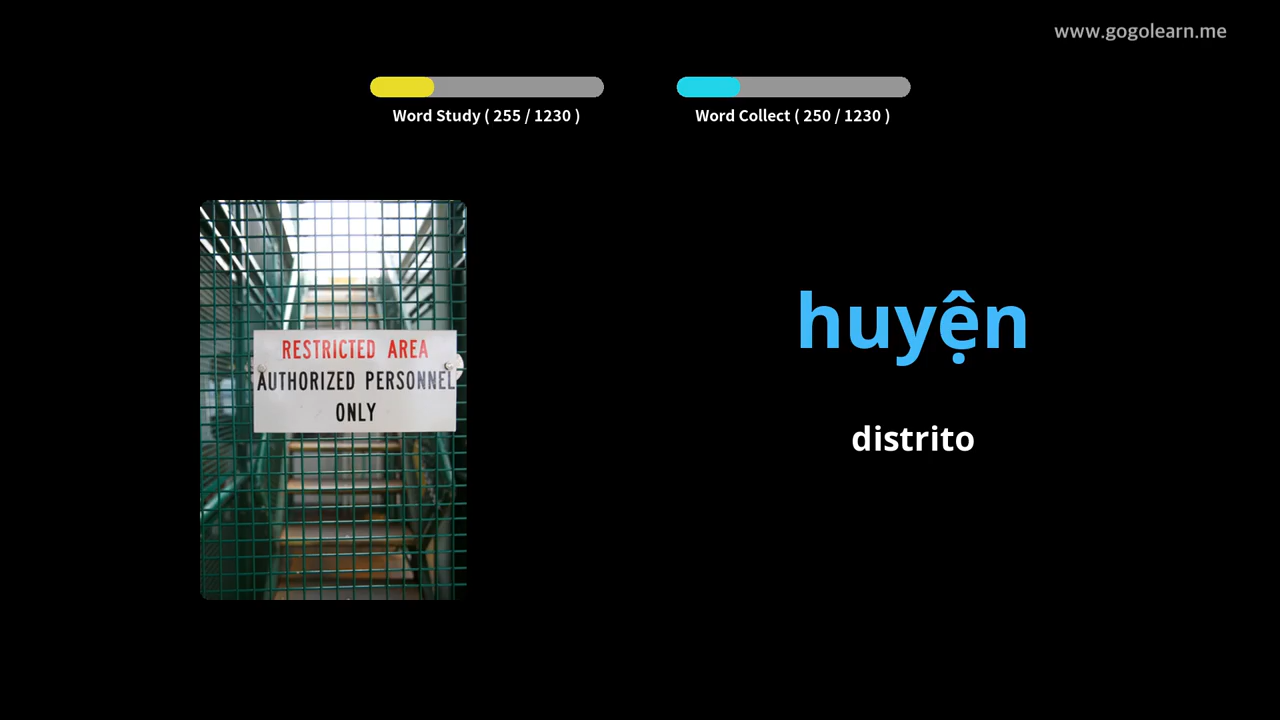 www.gogolearn.me
Word Study ( 255 / 1230 )
Word Collect ( 250 / 1230 )
RESTRICTED AREA
AUTHORIZED PERSONNEL
ONLY
huyện
distrito